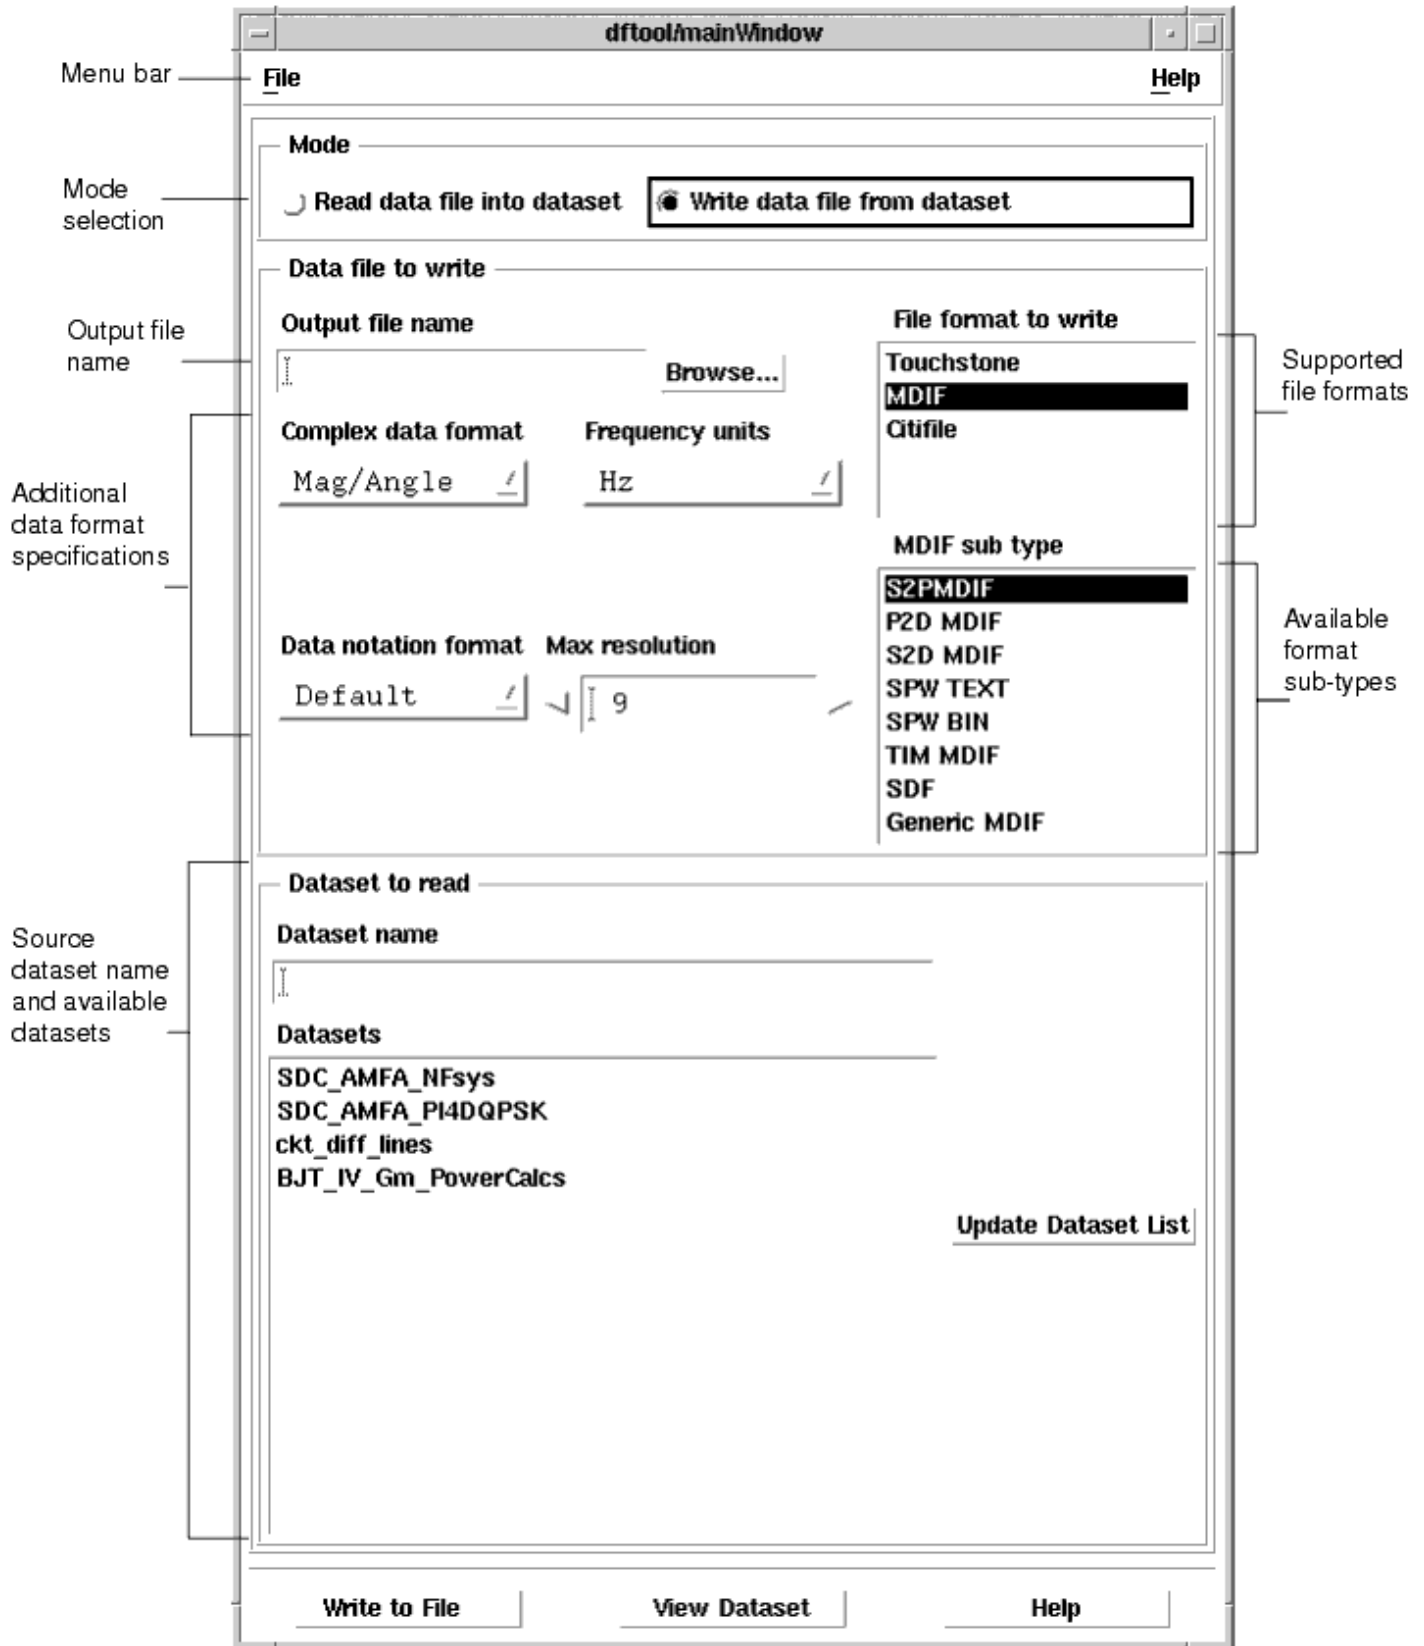 dftool/mainWindow
Menu bar
File
Help
Mode
Mode
selection
Read data file into dataset
Write data file from dataset
Data file to write
Output file
name
Output file name
Browse...
File format to write
Touchstone
MDIF
Citifile
Supported
file formats
Additional
data format
specifications
Complex data format
Frequency units
Mag/Angle
Hz
MDIF sub type
S2PMDIF
P2D MDIF
S2D MDIF
SPW TEXT
SPW BIN
TIM MDIF
SDF
Generic MDIF
Available
format
sub-types
Data notation format
Max resolution
Default
9
Dataset to read
Source
dataset name
and available
datasets
Dataset name
Datasets
SDC_AMFA_NFsys
SDC_AMFA_PI4DQPSK
ckt_diff_lines
BJT_IV_Gm_PowerCalcs
Update Dataset List
Write to File
View Dataset
Help